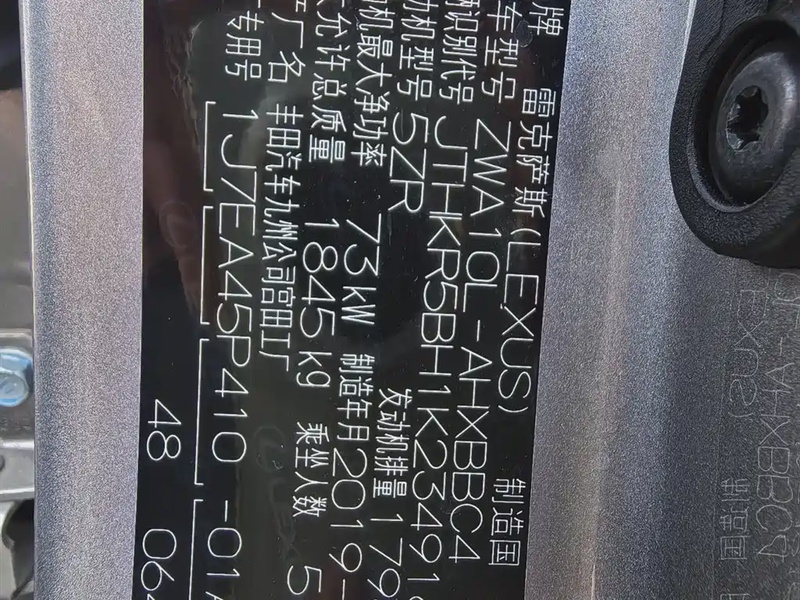 牌 雷克萨斯(LEXUS) 制造国
车型号 ZWA10L-AHXBBC4
识别代号 JTHKR5BH1K23491
动机型号 5ZR 发动机排量 179
机最大净功率 73kW 制造年月 2019-
允许总质量 1845kg 乘坐人数 5
厂名 丰田汽车九州公司宫田工厂
专用号 1J7EA45P410 -01A
48 06